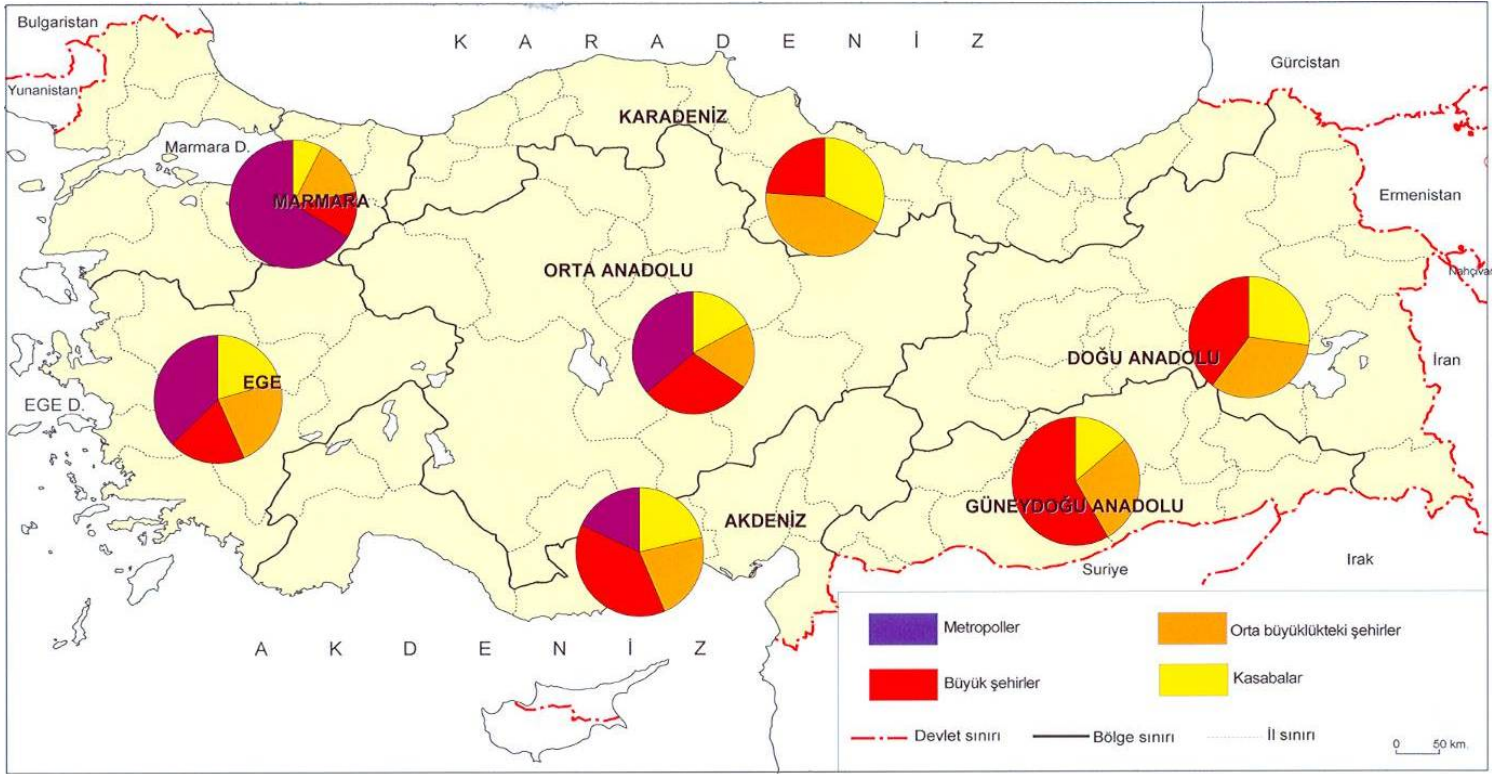 Bulgaristan
K A R A D E N İ Z
Gürcistan
Yunanistan
KARADENİZ
Marmara D.
MARMARA
Ermenistan
ORTA ANADOLU
Nahçıvan
DOĞU ANADOLU
İran
EGE
EGE D.
GÜNEYDOĞU ANADOLU
AKDENİZ
Irak
Suriye
A K D E N İ Z
Metropoller
Orta büyüklükteki şehirler
Büyük şehirler
Kasabalar
Devlet sınırı
Bölge sınırı
İl sınırı
0 50 km.